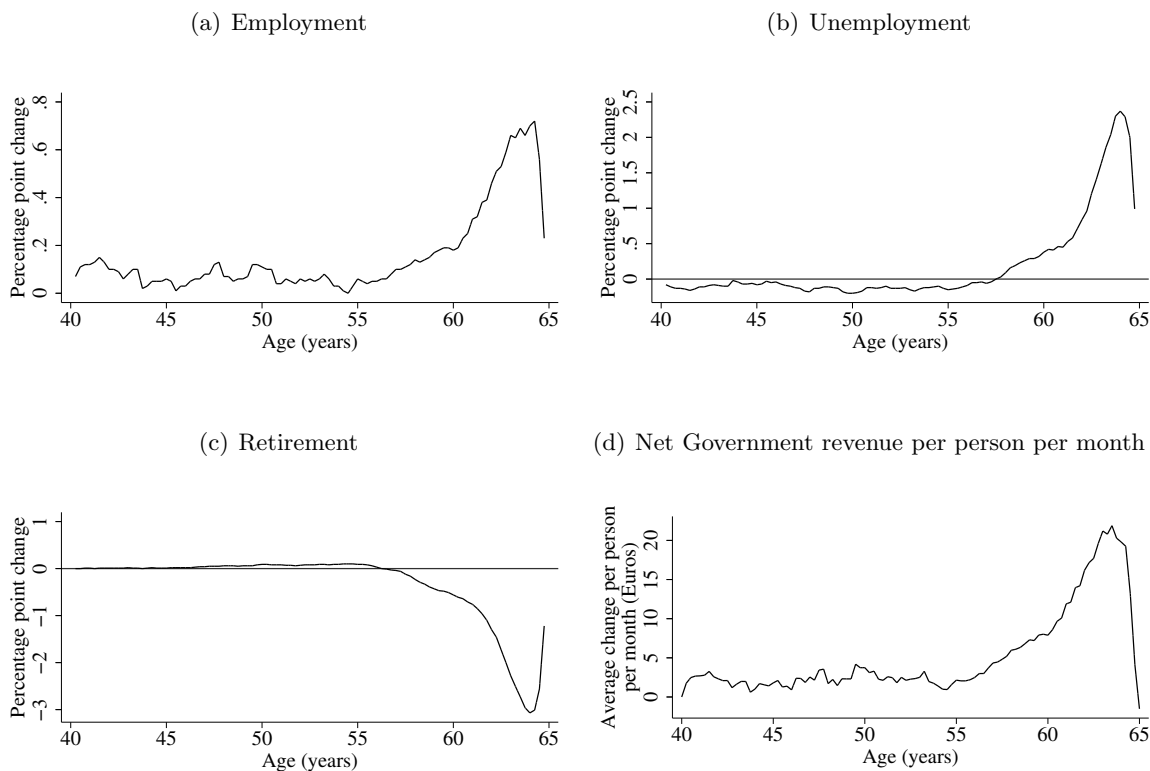 (a) Employment
Percentage point change
0 .2 .4 .6 .8
40 45 50 55 60 65
Age (years)
(b) Unemployment
Percentage point change
0 .5 1 1.5 2 2.5
40 45 50 55 60 65
Age (years)
(c) Retirement
Percentage point change
−3 −2 −1 0 1
40 45 50 55 60 65
Age (years)
(d) Net Government revenue per person per month
Average change per person
per month (Euros)
0 5 10 15 20
40 45 50 55 60 65
Age (years)